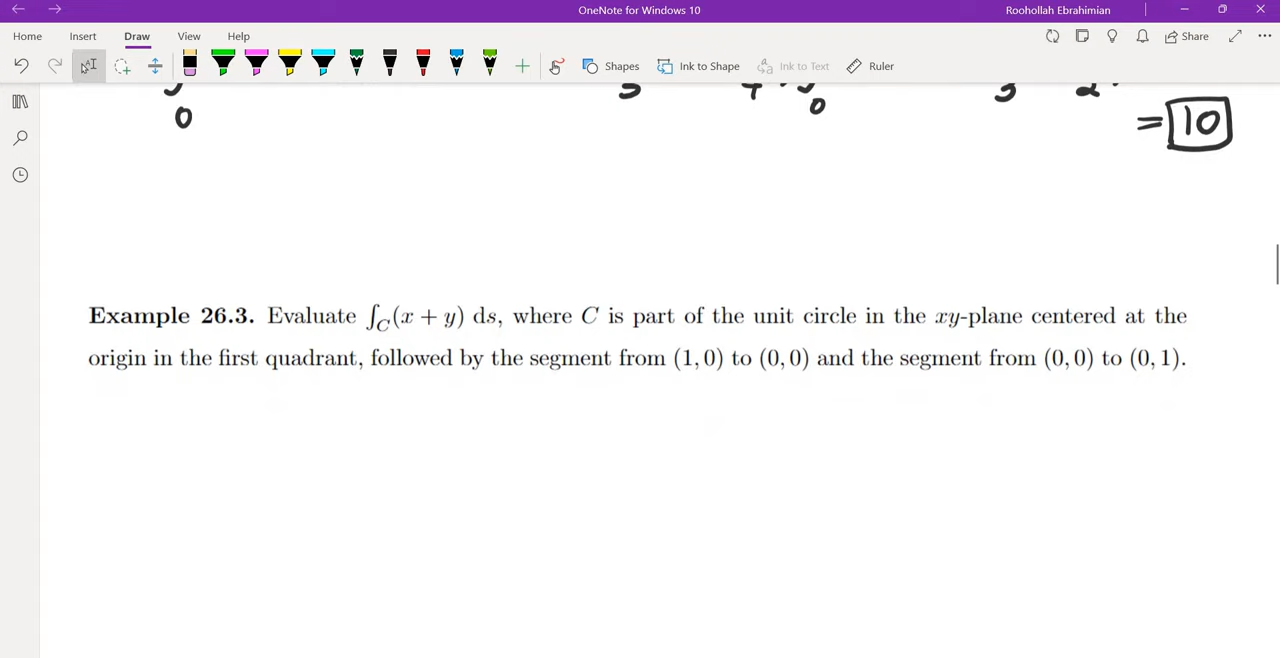 OneNote for Windows 10
Roohollah Ebrahimian
Home Insert Draw View Help
Share
Shapes Ink to Shape Ink to Text Ruler
0
0
= 10
Example 26.3. Evaluate ∫_C(x + y) ds, where C is part of the unit circle in the xy-plane centered at the
origin in the first quadrant, followed by the segment from (1, 0) to (0, 0) and the segment from (0, 0) to (0, 1).